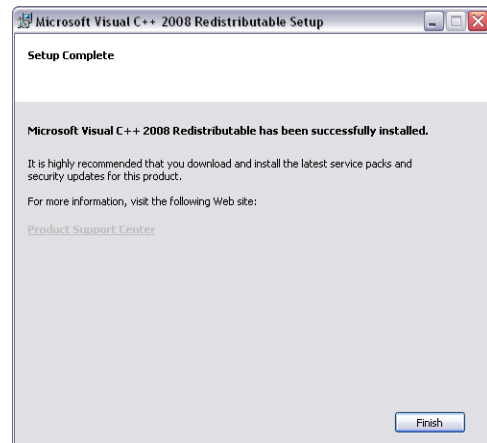 Microsoft Visual C++ 2008 Redistributable Setup
Setup Complete
Microsoft Visual C++ 2008 Redistributable has been successfully installed.
It is highly recommended that you download and install the latest service packs and
security updates for this product.
For more information, visit the following Web site:
Product Support Center
Finish